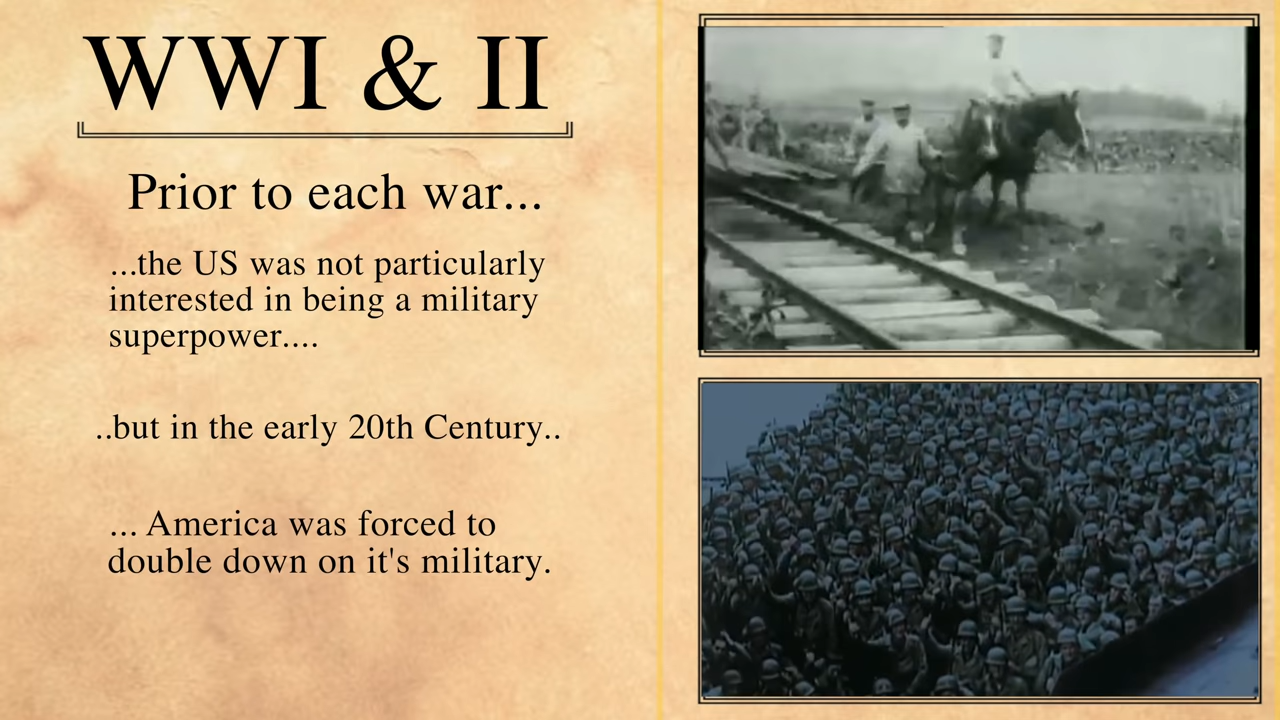 WWI & II
Prior to each war...
...the US was not particularly
interested in being a military
superpower....
..but in the early 20th Century..
... America was forced to
double down on it's military.